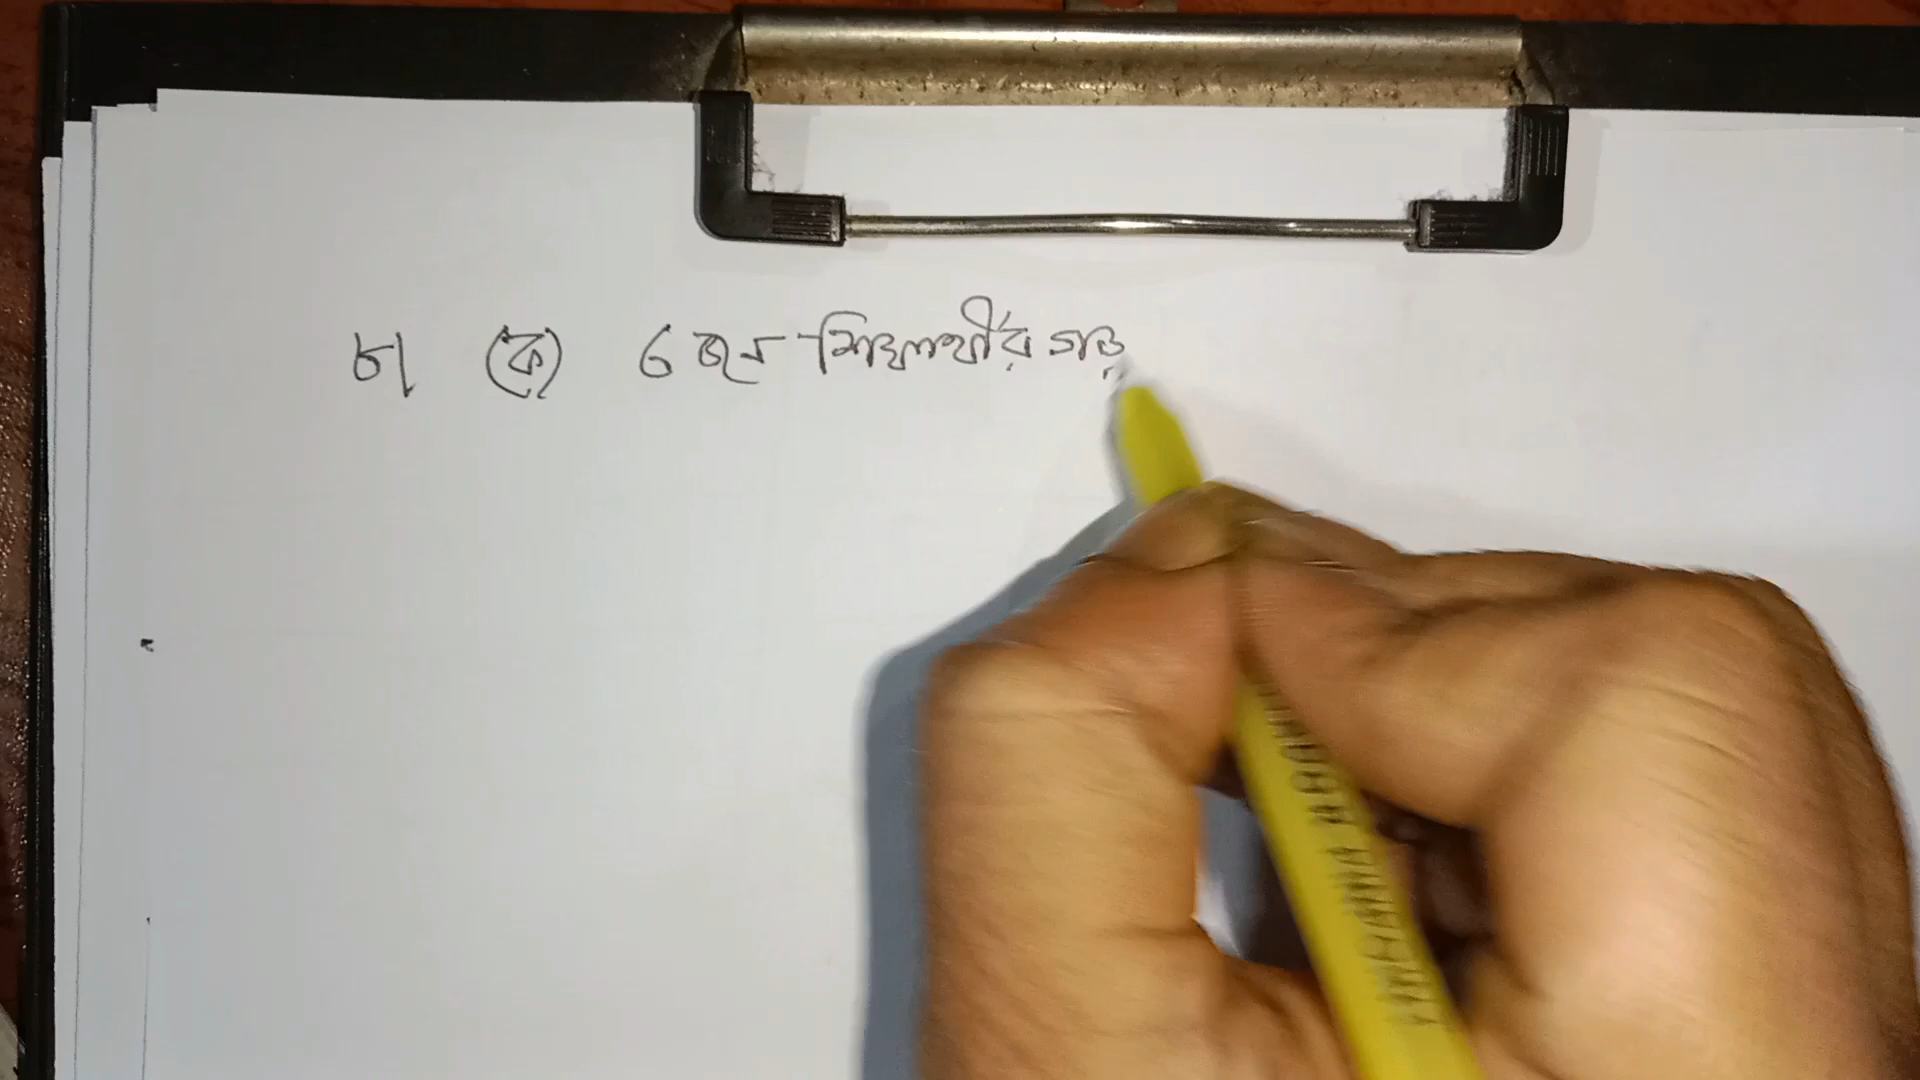 ৮। (ক) ৬ জন শিক্ষার্থীর গড়